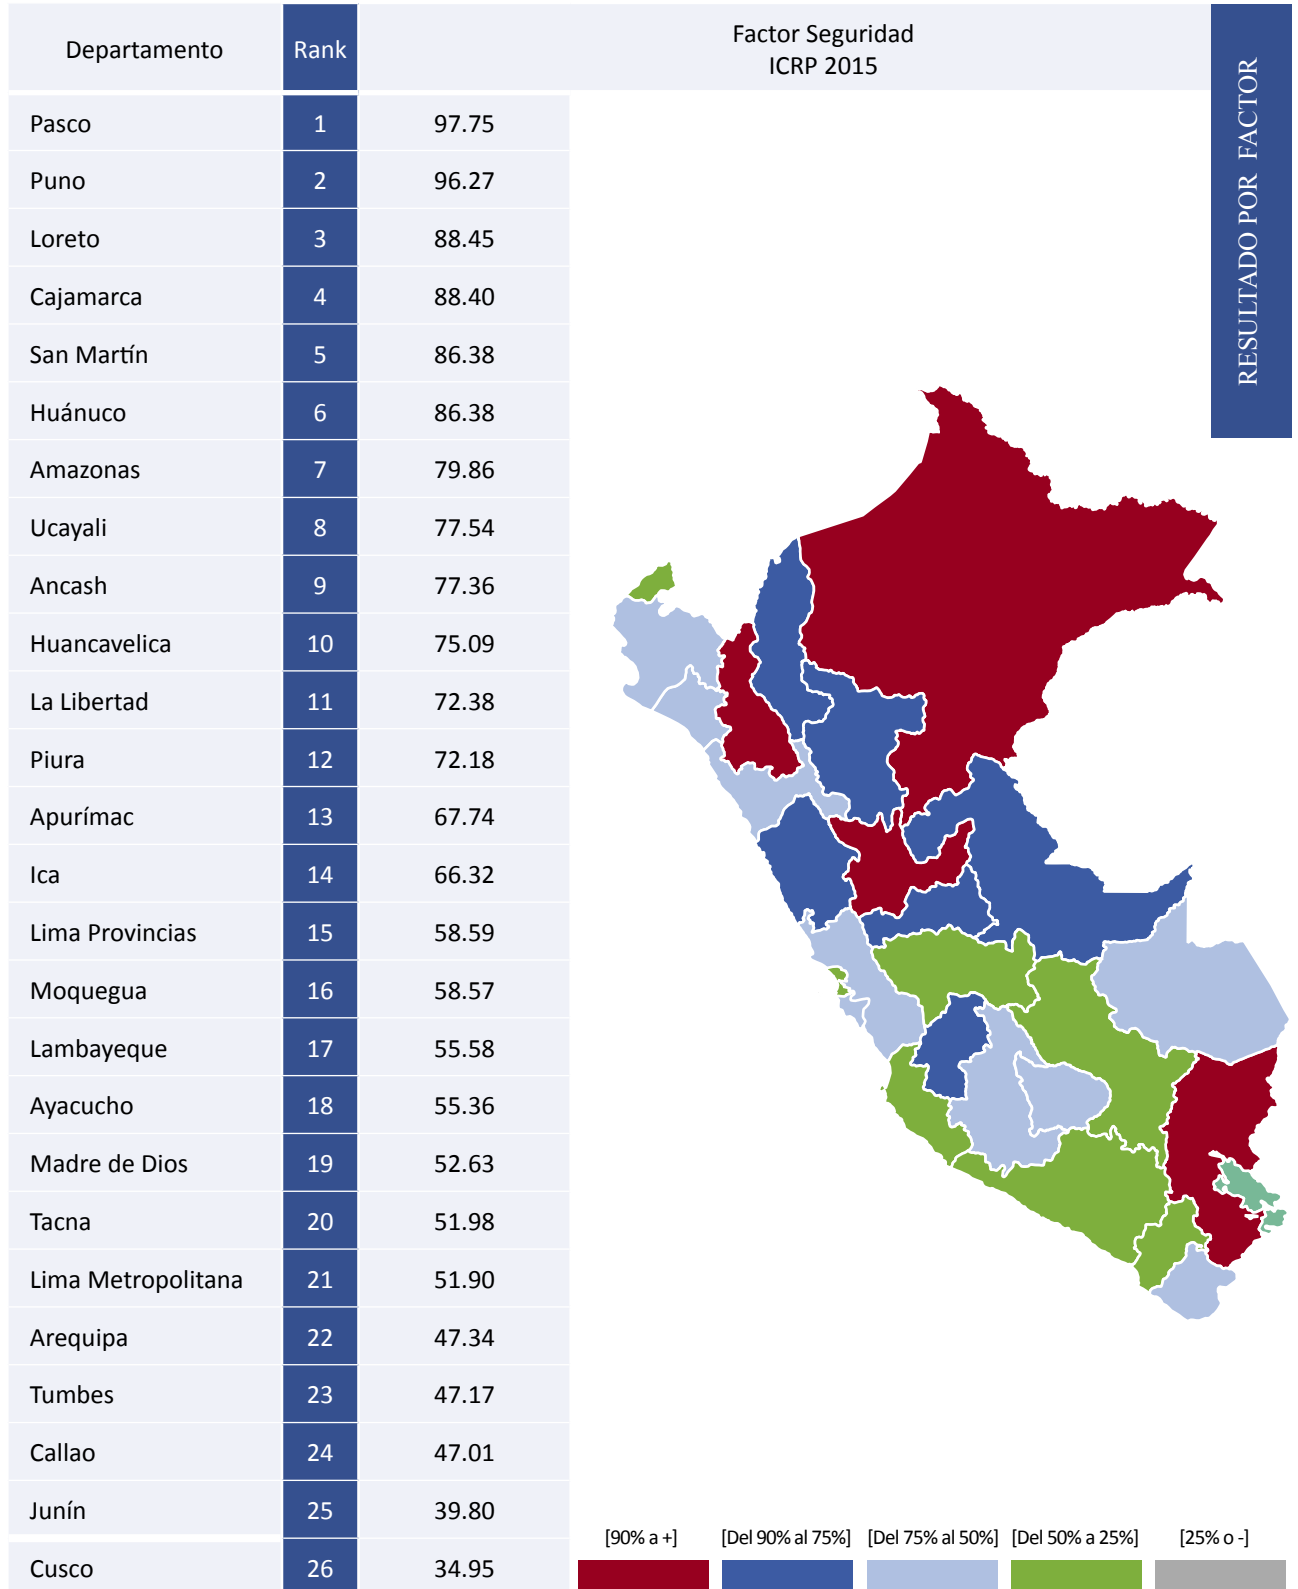 Departamento Rank Factor Seguridad
ICRP 2015
RESULTADO POR FACTOR
Pasco 1 97.75
Puno 2 96.27
Loreto 3 88.45
Cajamarca 4 88.40
San Martín 5 86.38
Huánuco 6 86.38
Amazonas 7 79.86
Ucayali 8 77.54
Ancash 9 77.36
Huancavelica 10 75.09
La Libertad 11 72.38
Piura 12 72.18
Apurímac 13 67.74
Ica 14 66.32
Lima Provincias 15 58.59
Moquegua 16 58.57
Lambayeque 17 55.58
Ayacucho 18 55.36
Madre de Dios 19 52.63
Tacna 20 51.98
Lima Metropolitana 21 51.90
Arequipa 22 47.34
Tumbes 23 47.17
Callao 24 47.01
Junín 25 39.80
Cusco 26 34.95
[90% a +] [Del 90% al 75%] [Del 75% al 50%] [Del 50% a 25%] [25% o -]